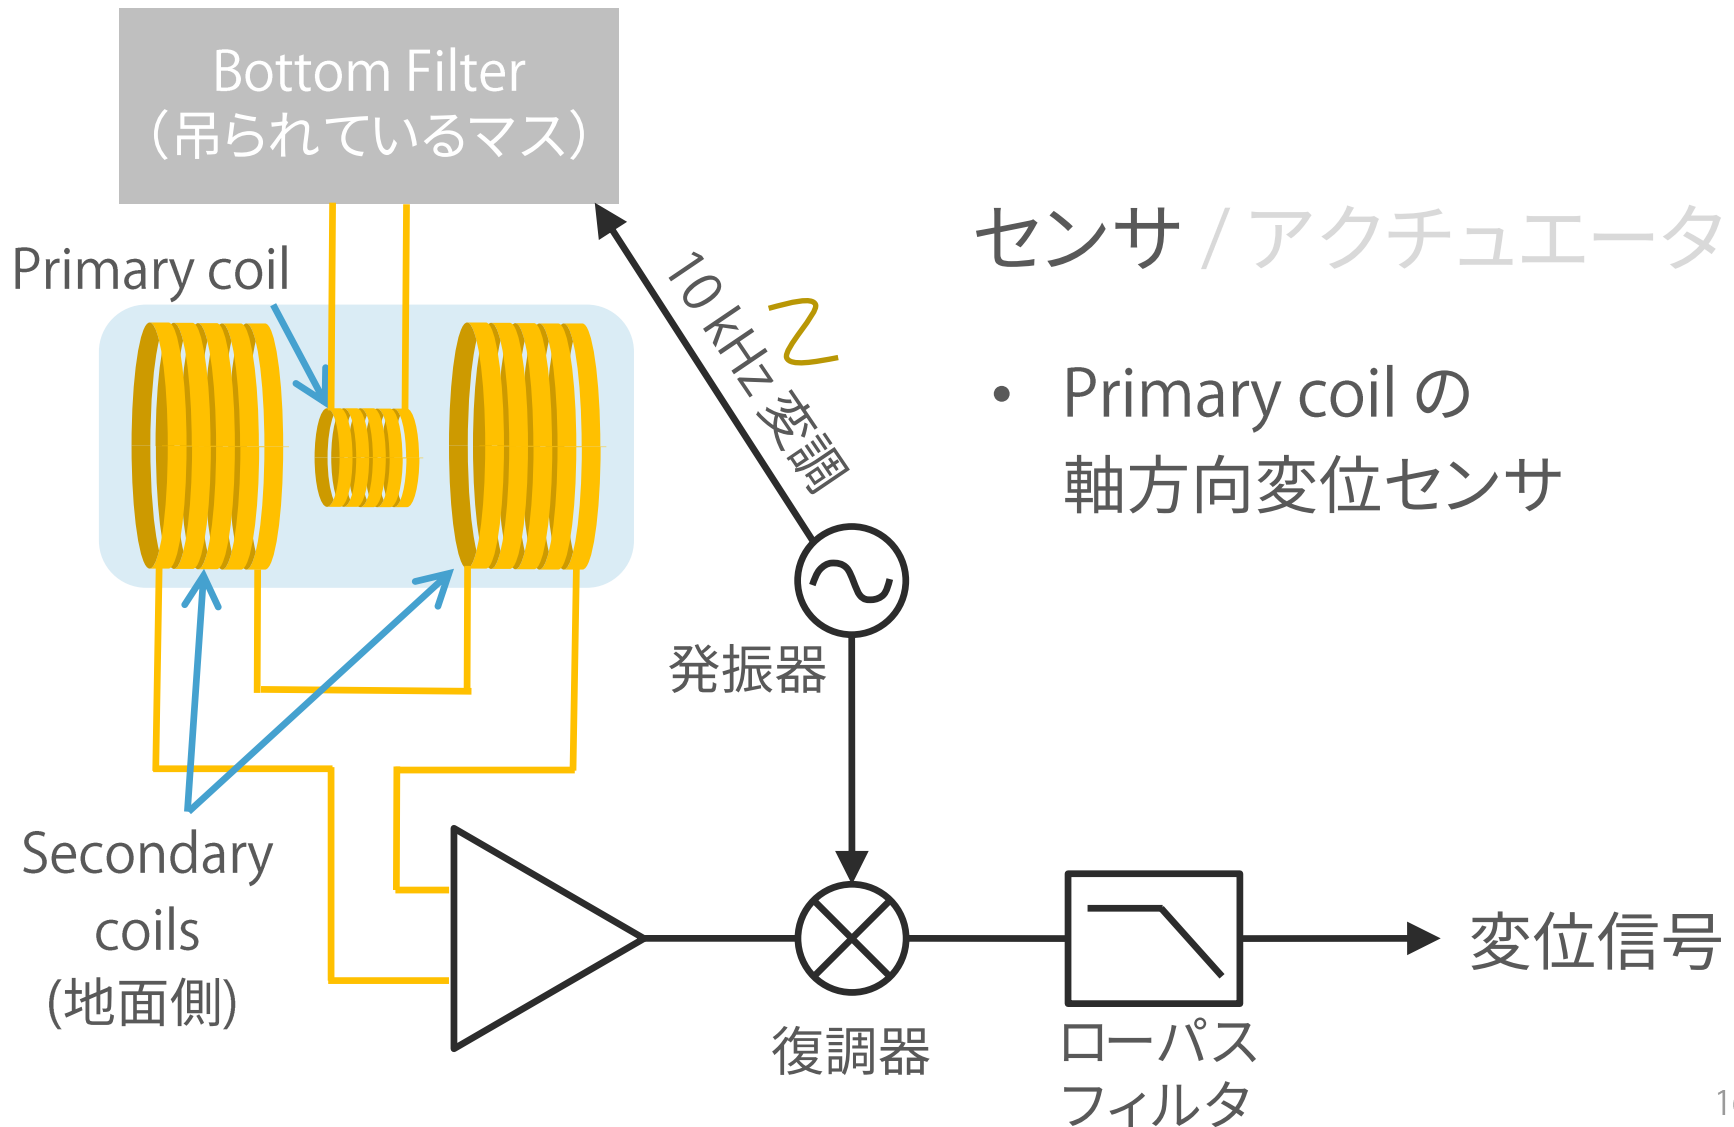 Bottom Filter
（吊られているマス）
Primary coil
10 kHz 変調
センサ / アクチュエータ
• Primary coil の
軸方向変位センサ
発振器
Secondary
coils
(地面側)
復調器
ローパス
フィルタ
変位信号